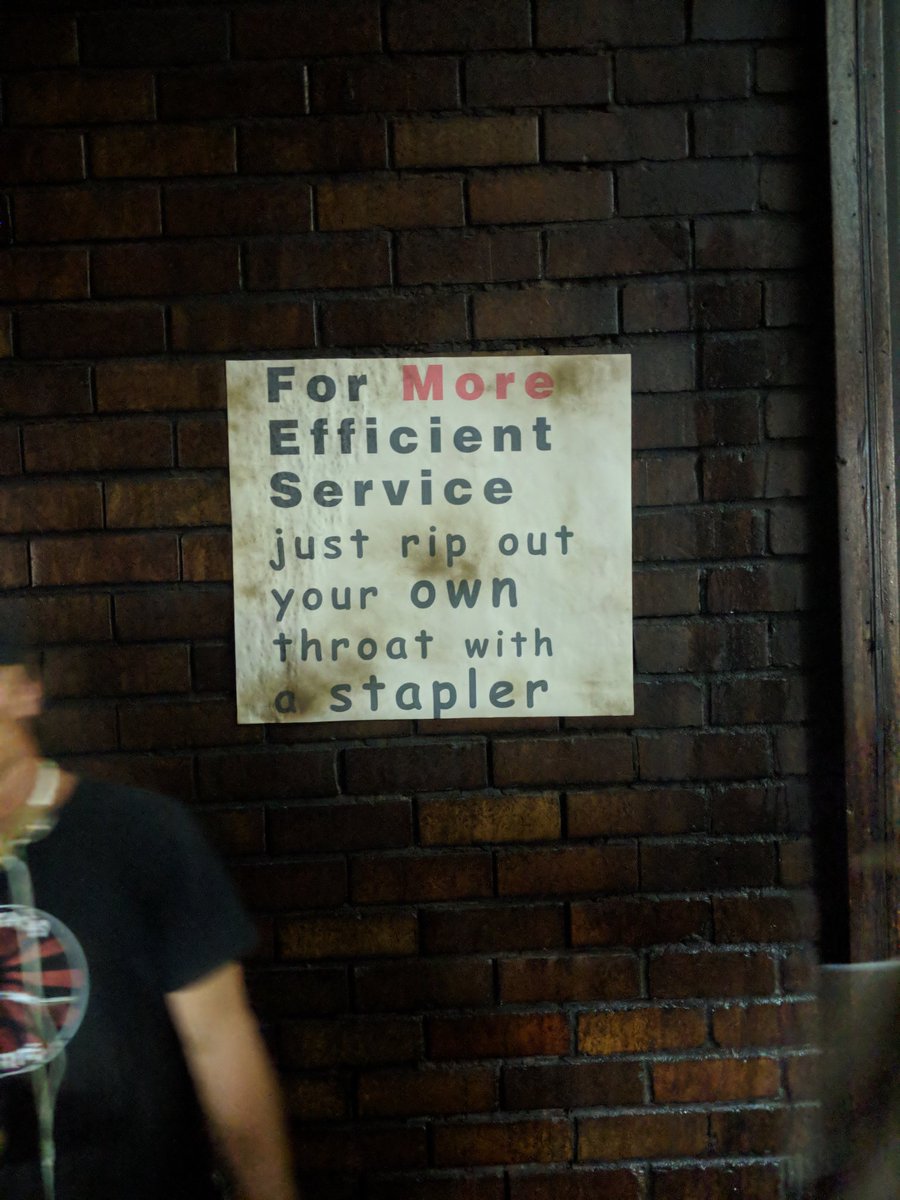 For More
Efficient
Service
just rip out
your own
throat with
a stapler